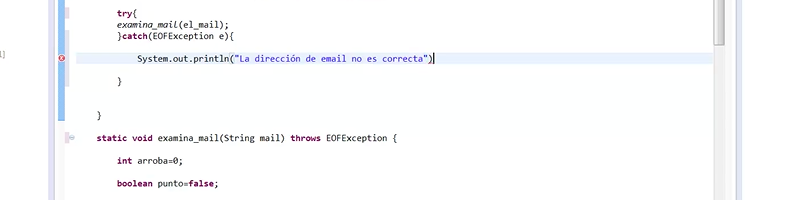 try{
examina_mail(el_mail);
}catch(EOFException e){
System.out.println("La dirección de email no es correcta")
}
}
static void examina_mail(String mail) throws EOFException {
int arroba=0;
boolean punto=false;